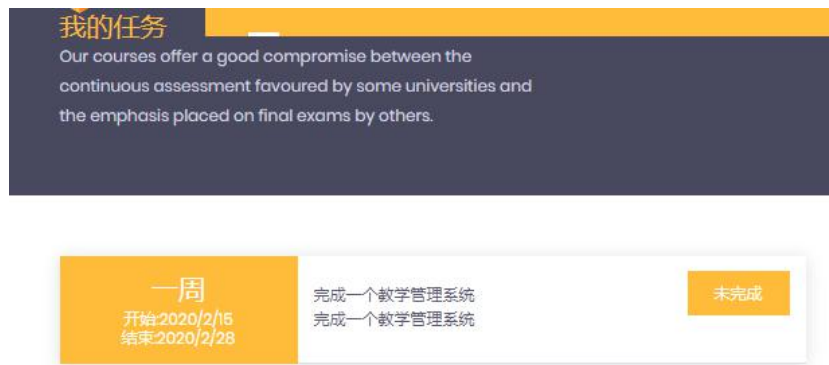 我的任务
Our courses offer a good compromise between the
continuous assessment favoured by some universities and
the emphasis placed on final exams by others.
一周
开始:2020/2/15
结束:2020/2/28
完成一个教学管理系统
完成一个教学管理系统
未完成